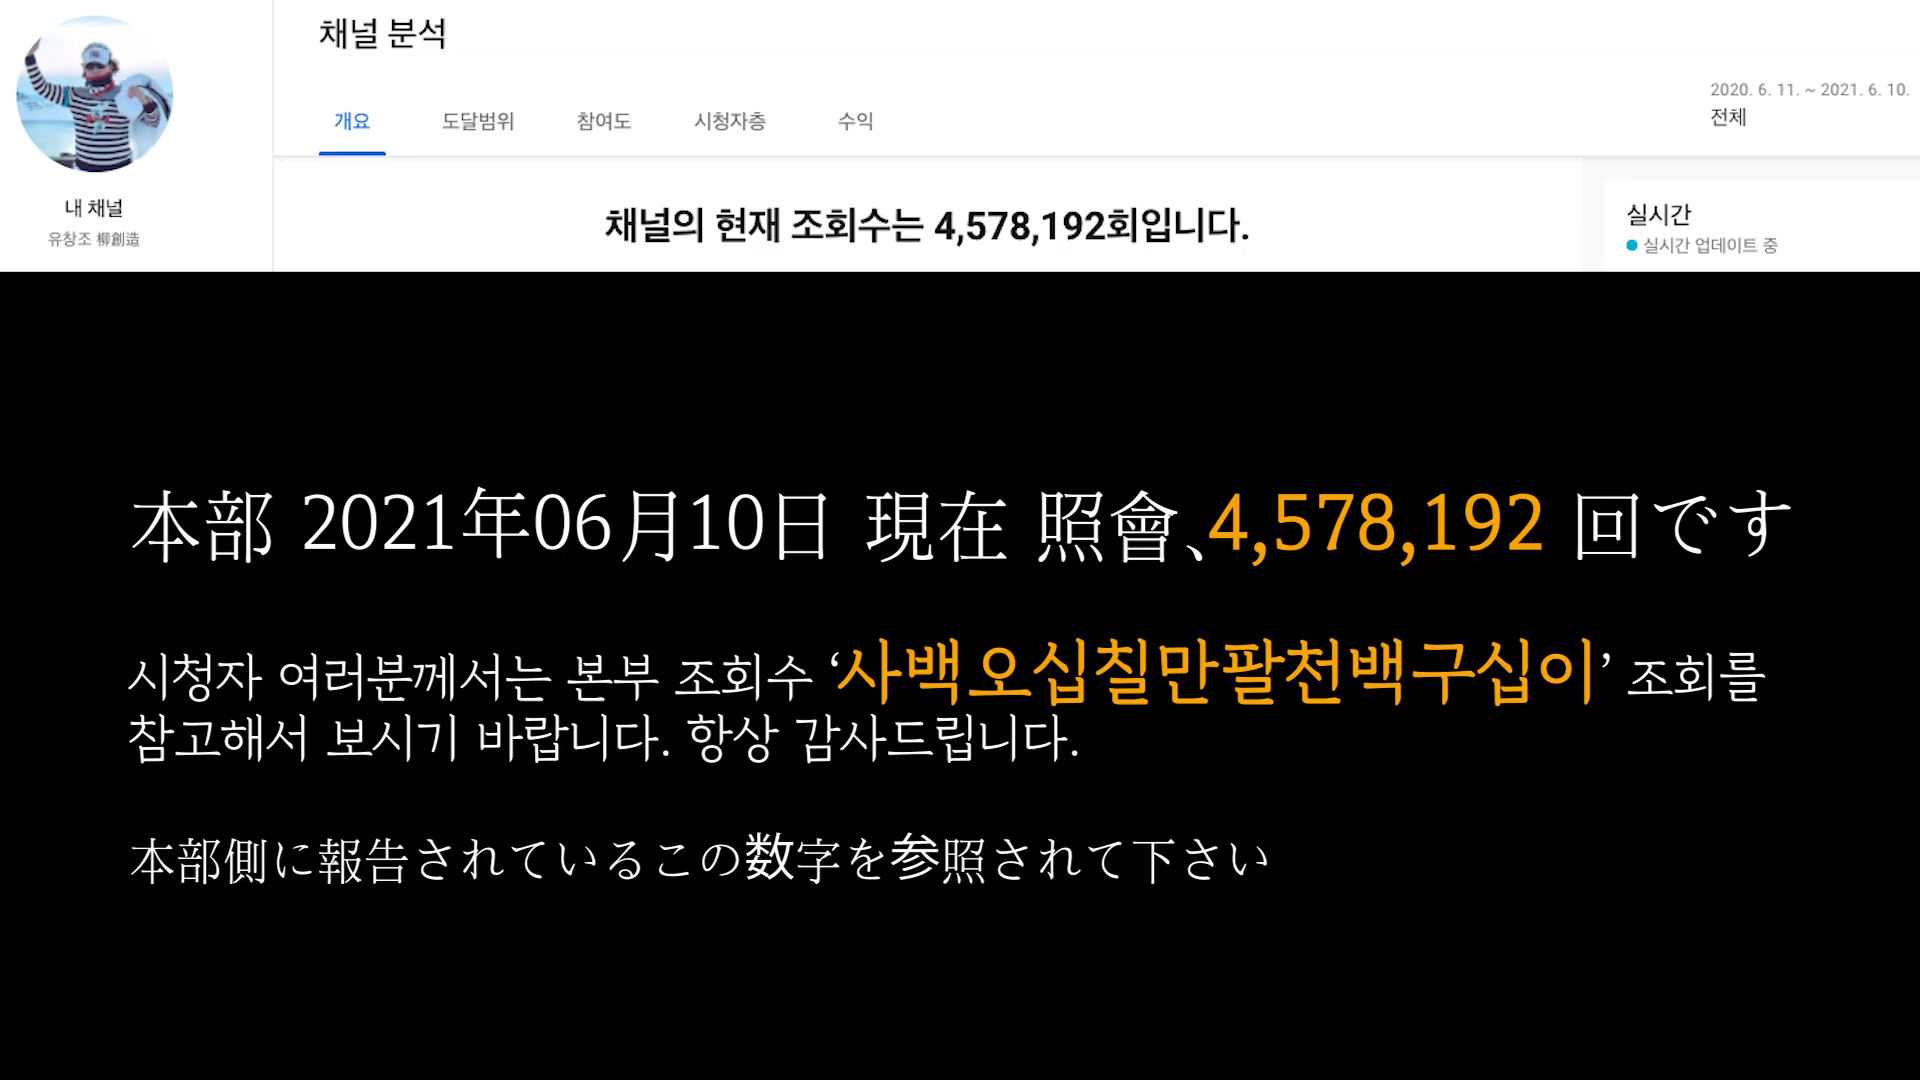 채널 분석
2020. 6. 11. ~ 2021. 6. 10.
전체
개요 도달범위 참여도 시청자층 수익
내 채널
유창조 柳創造
채널의 현재 조회수는 4,578,192회입니다.
실시간
실시간 업데이트 중
本部 2021年06月10日 現在 照會、4,578,192 回です
시청자 여러분께서는 본부 조회수 ‘사백오십칠만팔천백구십이’ 조회를
참고해서 보시기 바랍니다. 항상 감사드립니다.
本部側に報告されているこの数字を参照されて下さい